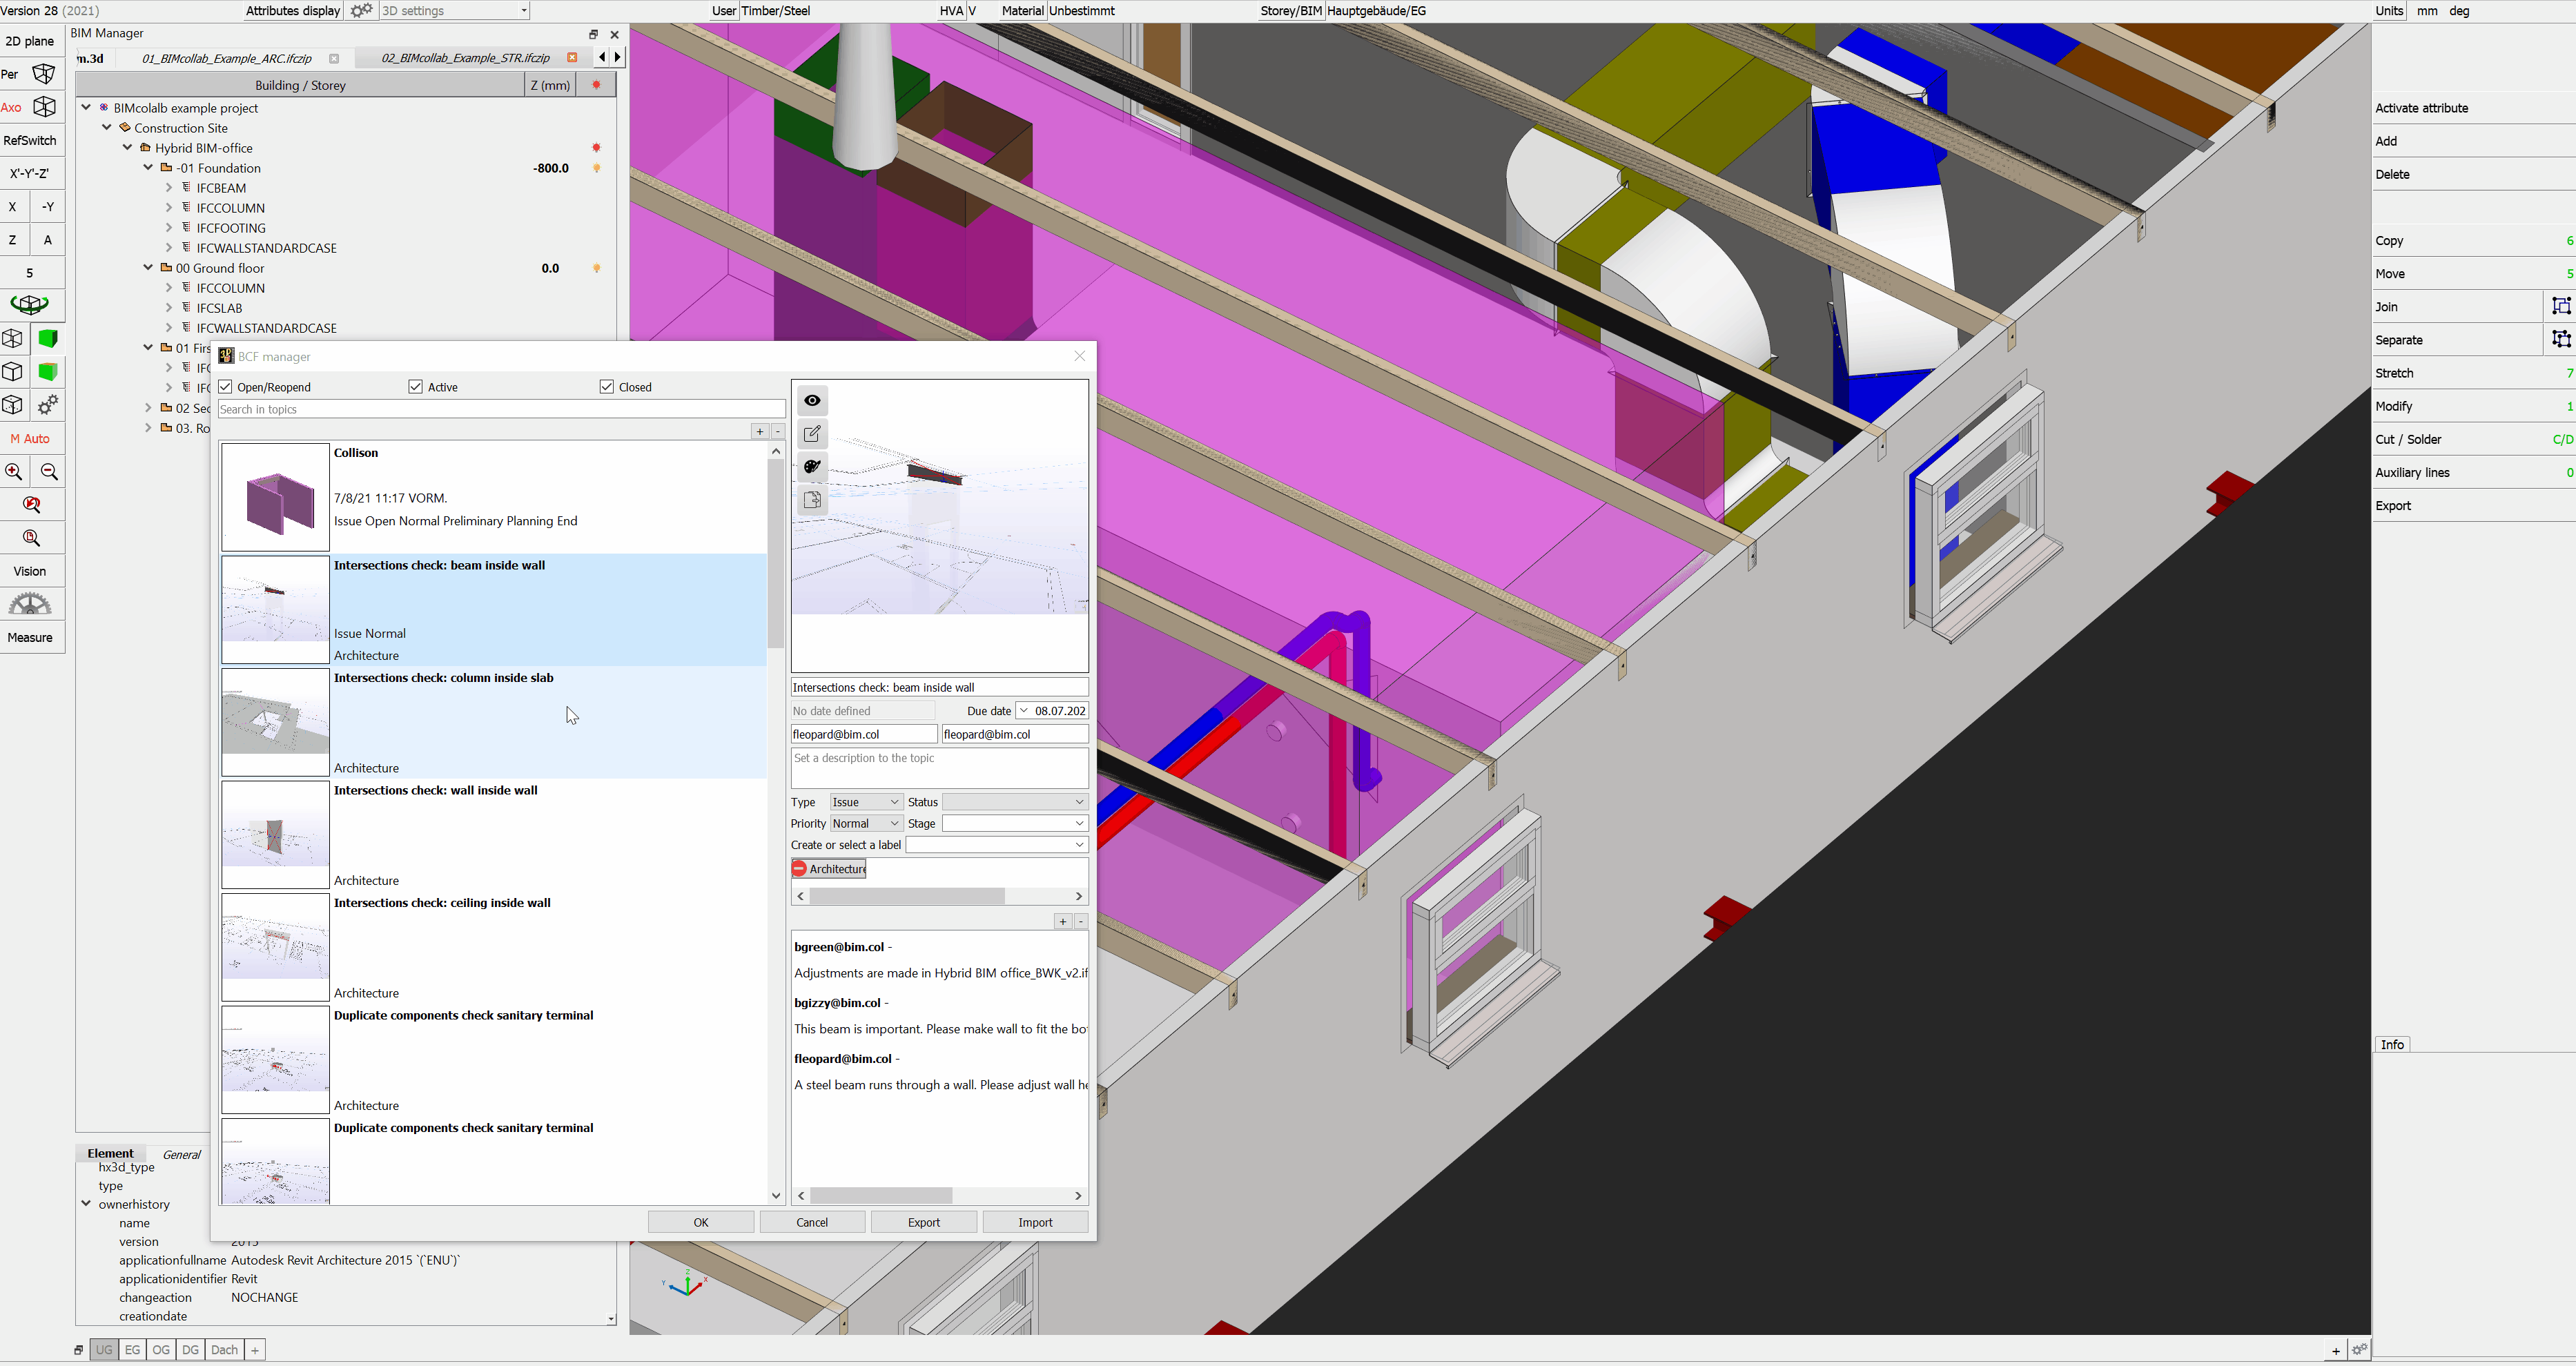 Version 28 (2021)
Attributes display
3D settings
User Timber/Steel
HVA V
Material Unbestimmt
Storey/BIM Hauptgebäude/EG
Units mm deg
2D plane
Per
Axo
RefSwitch
X'-Y'-Z'
X -Y
Z A
5
M Auto
Vision
Measure
BIM Manager
m.3d 01_BIMcollab_Example_ARC.ifczip 02_BIMcollab_Example_STR.ifczip
Building / Storey Z (mm)
BIMcolalb example project
Construction Site
Hybrid BIM-office
-01 Foundation -800.0
IFCBEAM
IFCCOLUMN
IFCFOOTING
IFCWALLSTANDARDCASE
00 Ground floor 0.0
IFCCOLUMN
IFCSLAB
IFCWALLSTANDARDCASE
01 Firs
IFC
IFC
02 Sec
03. Ro
BCF manager
Open/Reopend Active Closed
Search in topics
+ -
Collison
7/8/21 11:17 VORM.
Issue Open Normal Preliminary Planning End
Intersections check: beam inside wall
Issue Normal
Architecture
Intersections check: column inside slab
Architecture
Intersections check: wall inside wall
Architecture
Intersections check: ceiling inside wall
Architecture
Duplicate components check sanitary terminal
Architecture
Duplicate components check sanitary terminal
Intersections check: beam inside wall
No date defined Due date 08.07.202
fleopard@bim.col fleopard@bim.col
Set a description to the topic
Type Issue Status
Priority Normal Stage
Create or select a label
Architecture
+ -
bgreen@bim.col -
Adjustments are made in Hybrid BIM office_BWK_v2.if
bgizzy@bim.col -
This beam is important. Please make wall to fit the bo
fleopard@bim.col -
A steel beam runs through a wall. Please adjust wall he
OK Cancel Export Import
Element General
hx3d_type
type
ownerhistory
name
version 2015
applicationfullname Autodesk Revit Architecture 2015 `(`ENU`)`
applicationidentifier Revit
changeaction NOCHANGE
creationdate
UG EG OG DG Dach +
Z
Y
X
Activate attribute
Add
Delete
Copy 6
Move 5
Join
Separate
Stretch 7
Modify 1
Cut / Solder C/D
Auxiliary lines 0
Export
Info
+